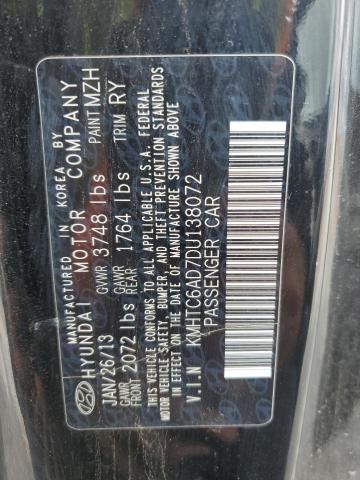 MANUFACTURED IN KOREA BY
HYUNDAI MOTOR COMPANY
JAN/26/13 GVWR 3748 lbs PAINT MZH
GAWR FRONT 2072 lbs GAWR REAR 1764 lbs TRIM RY
THIS VEHICLE CONFORMS TO ALL APPLICABLE U.S.A. FEDERAL
MOTOR VEHICLE SAFETY, BUMPER, AND THEFT PREVENTION STANDARDS
IN EFFECT ON THE DATE OF MANUFACTURE SHOWN ABOVE
V.I.N KMHTC6AD7DU138072
PASSENGER CAR